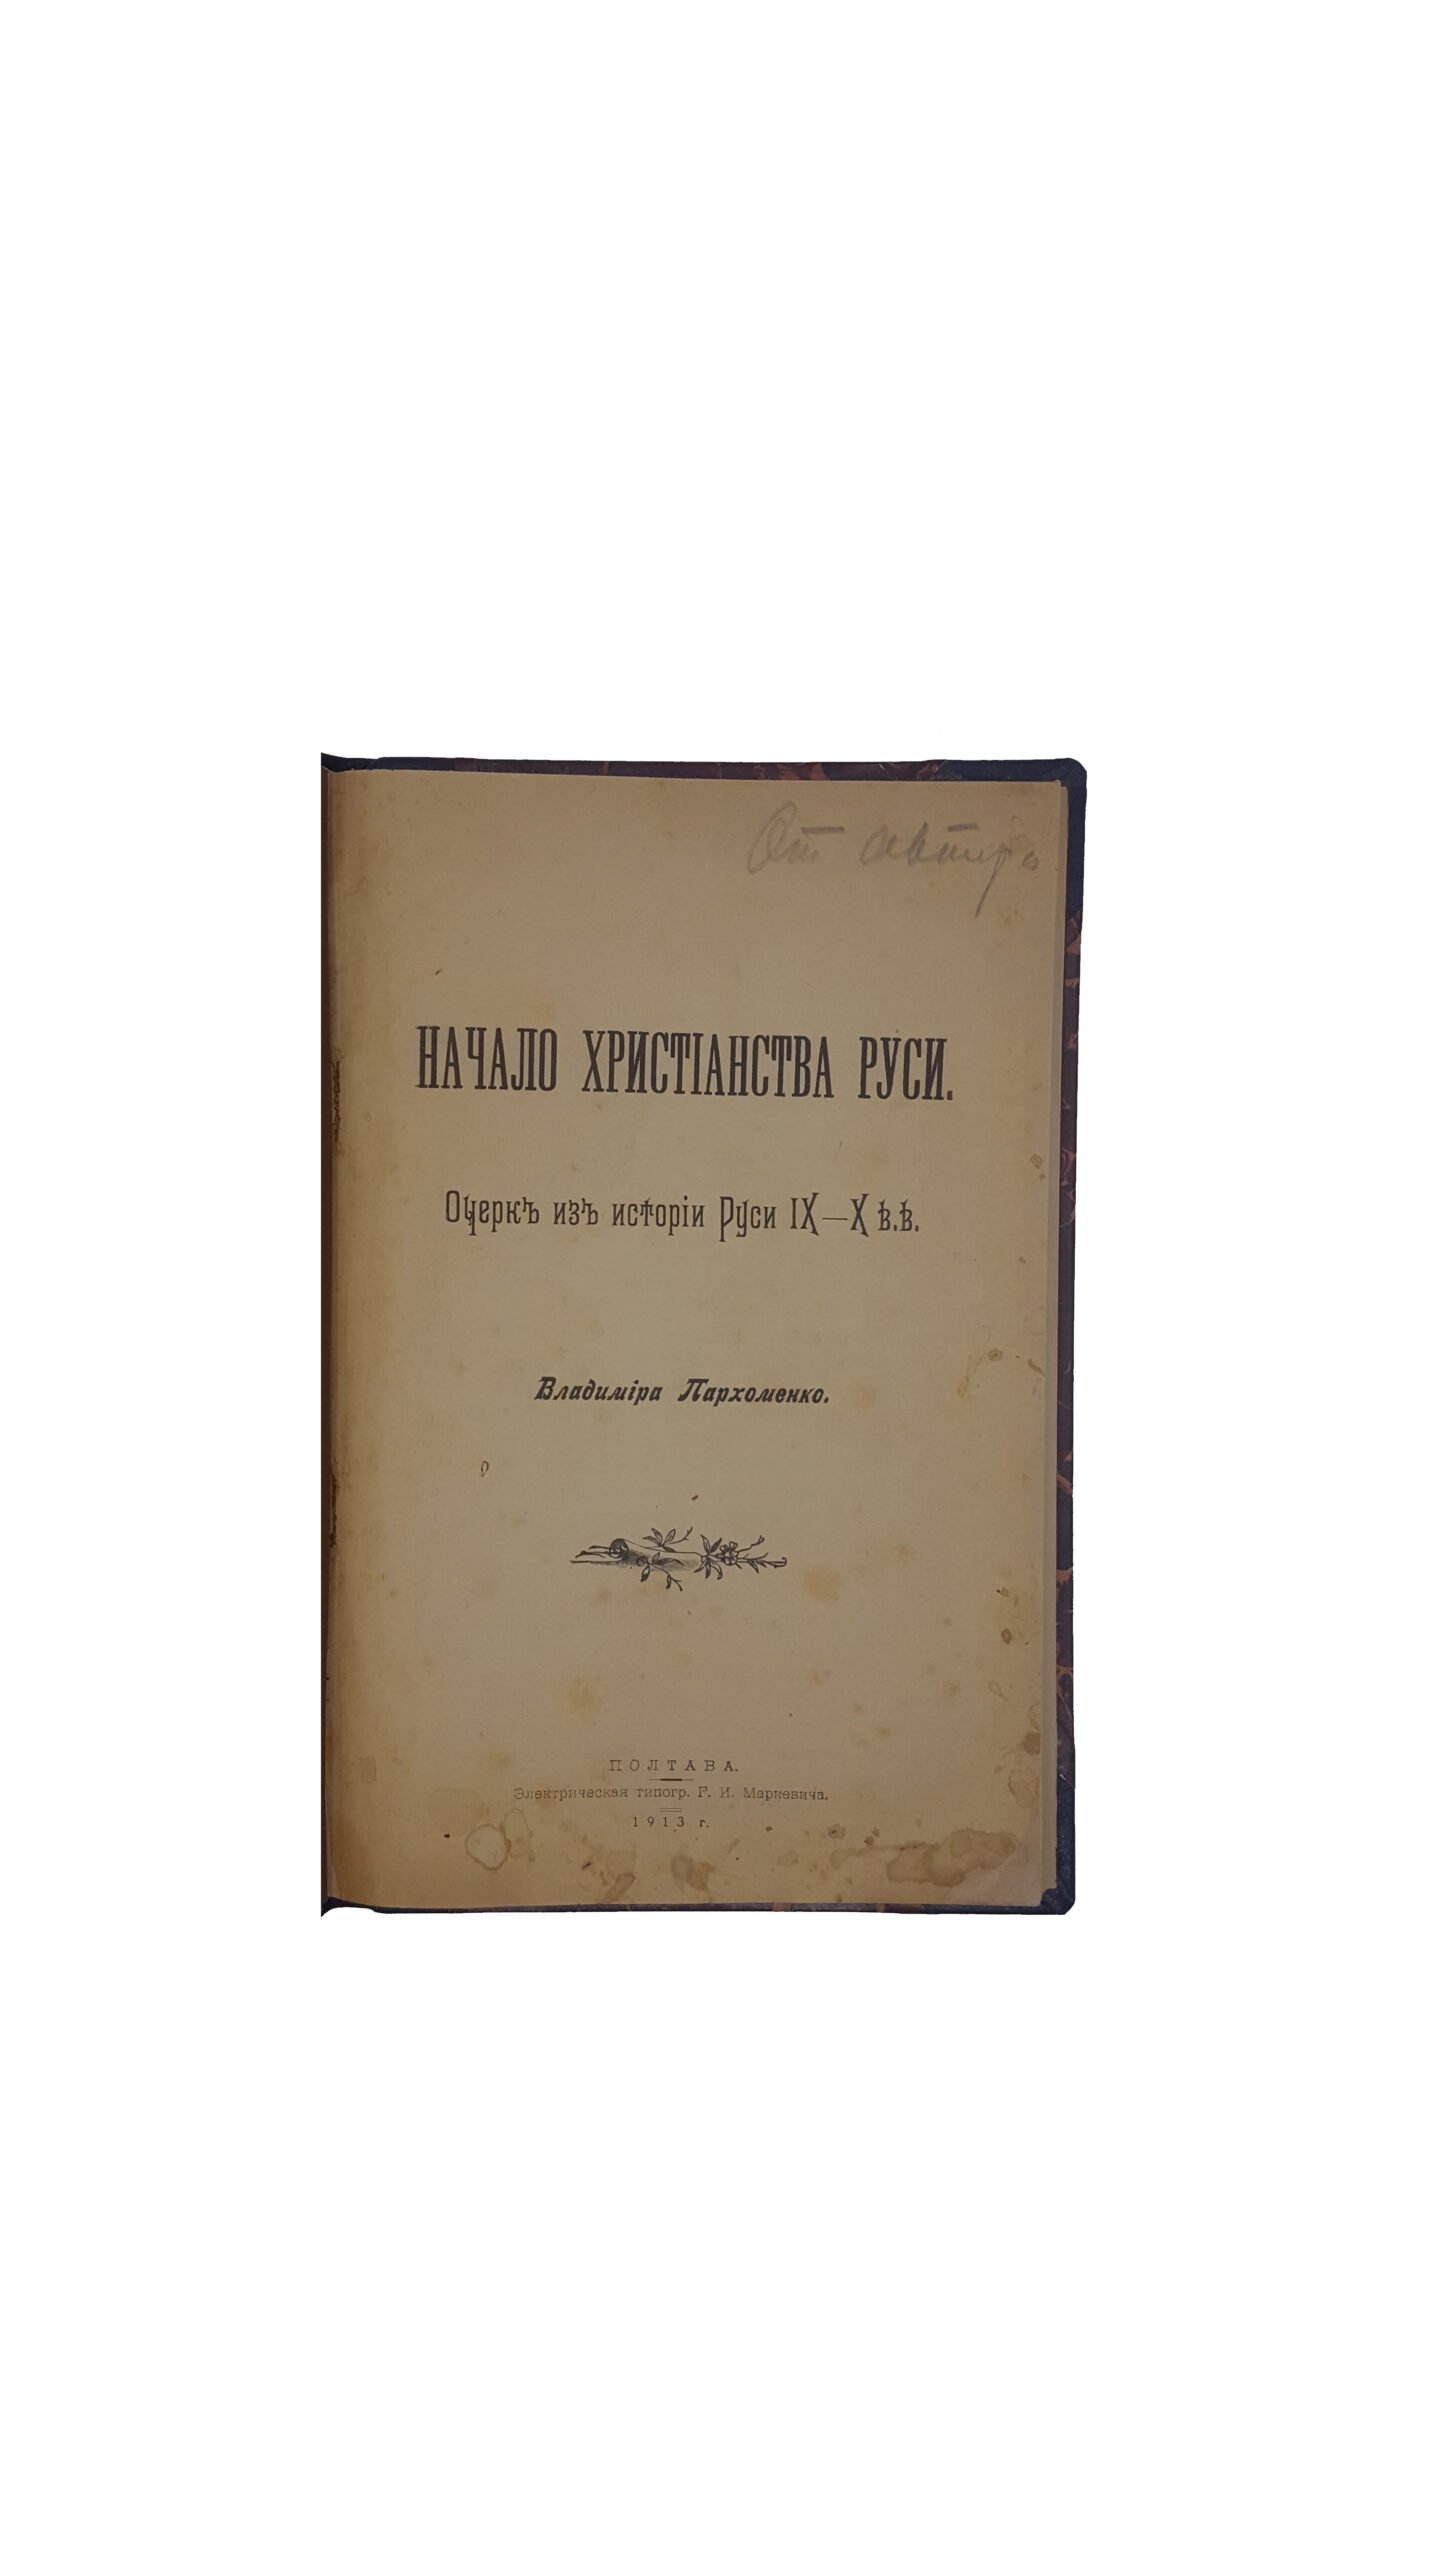 От автора
НАЧАЛО ХРИСТІАНСТВА РУСИ.
Очеркъ изъ исторіи Руси IX—X в.в.
Владиміра Пархоменко.
ПОЛТАВА.
Электрическая типогр. Г. И. Маркевича,
1913 г.